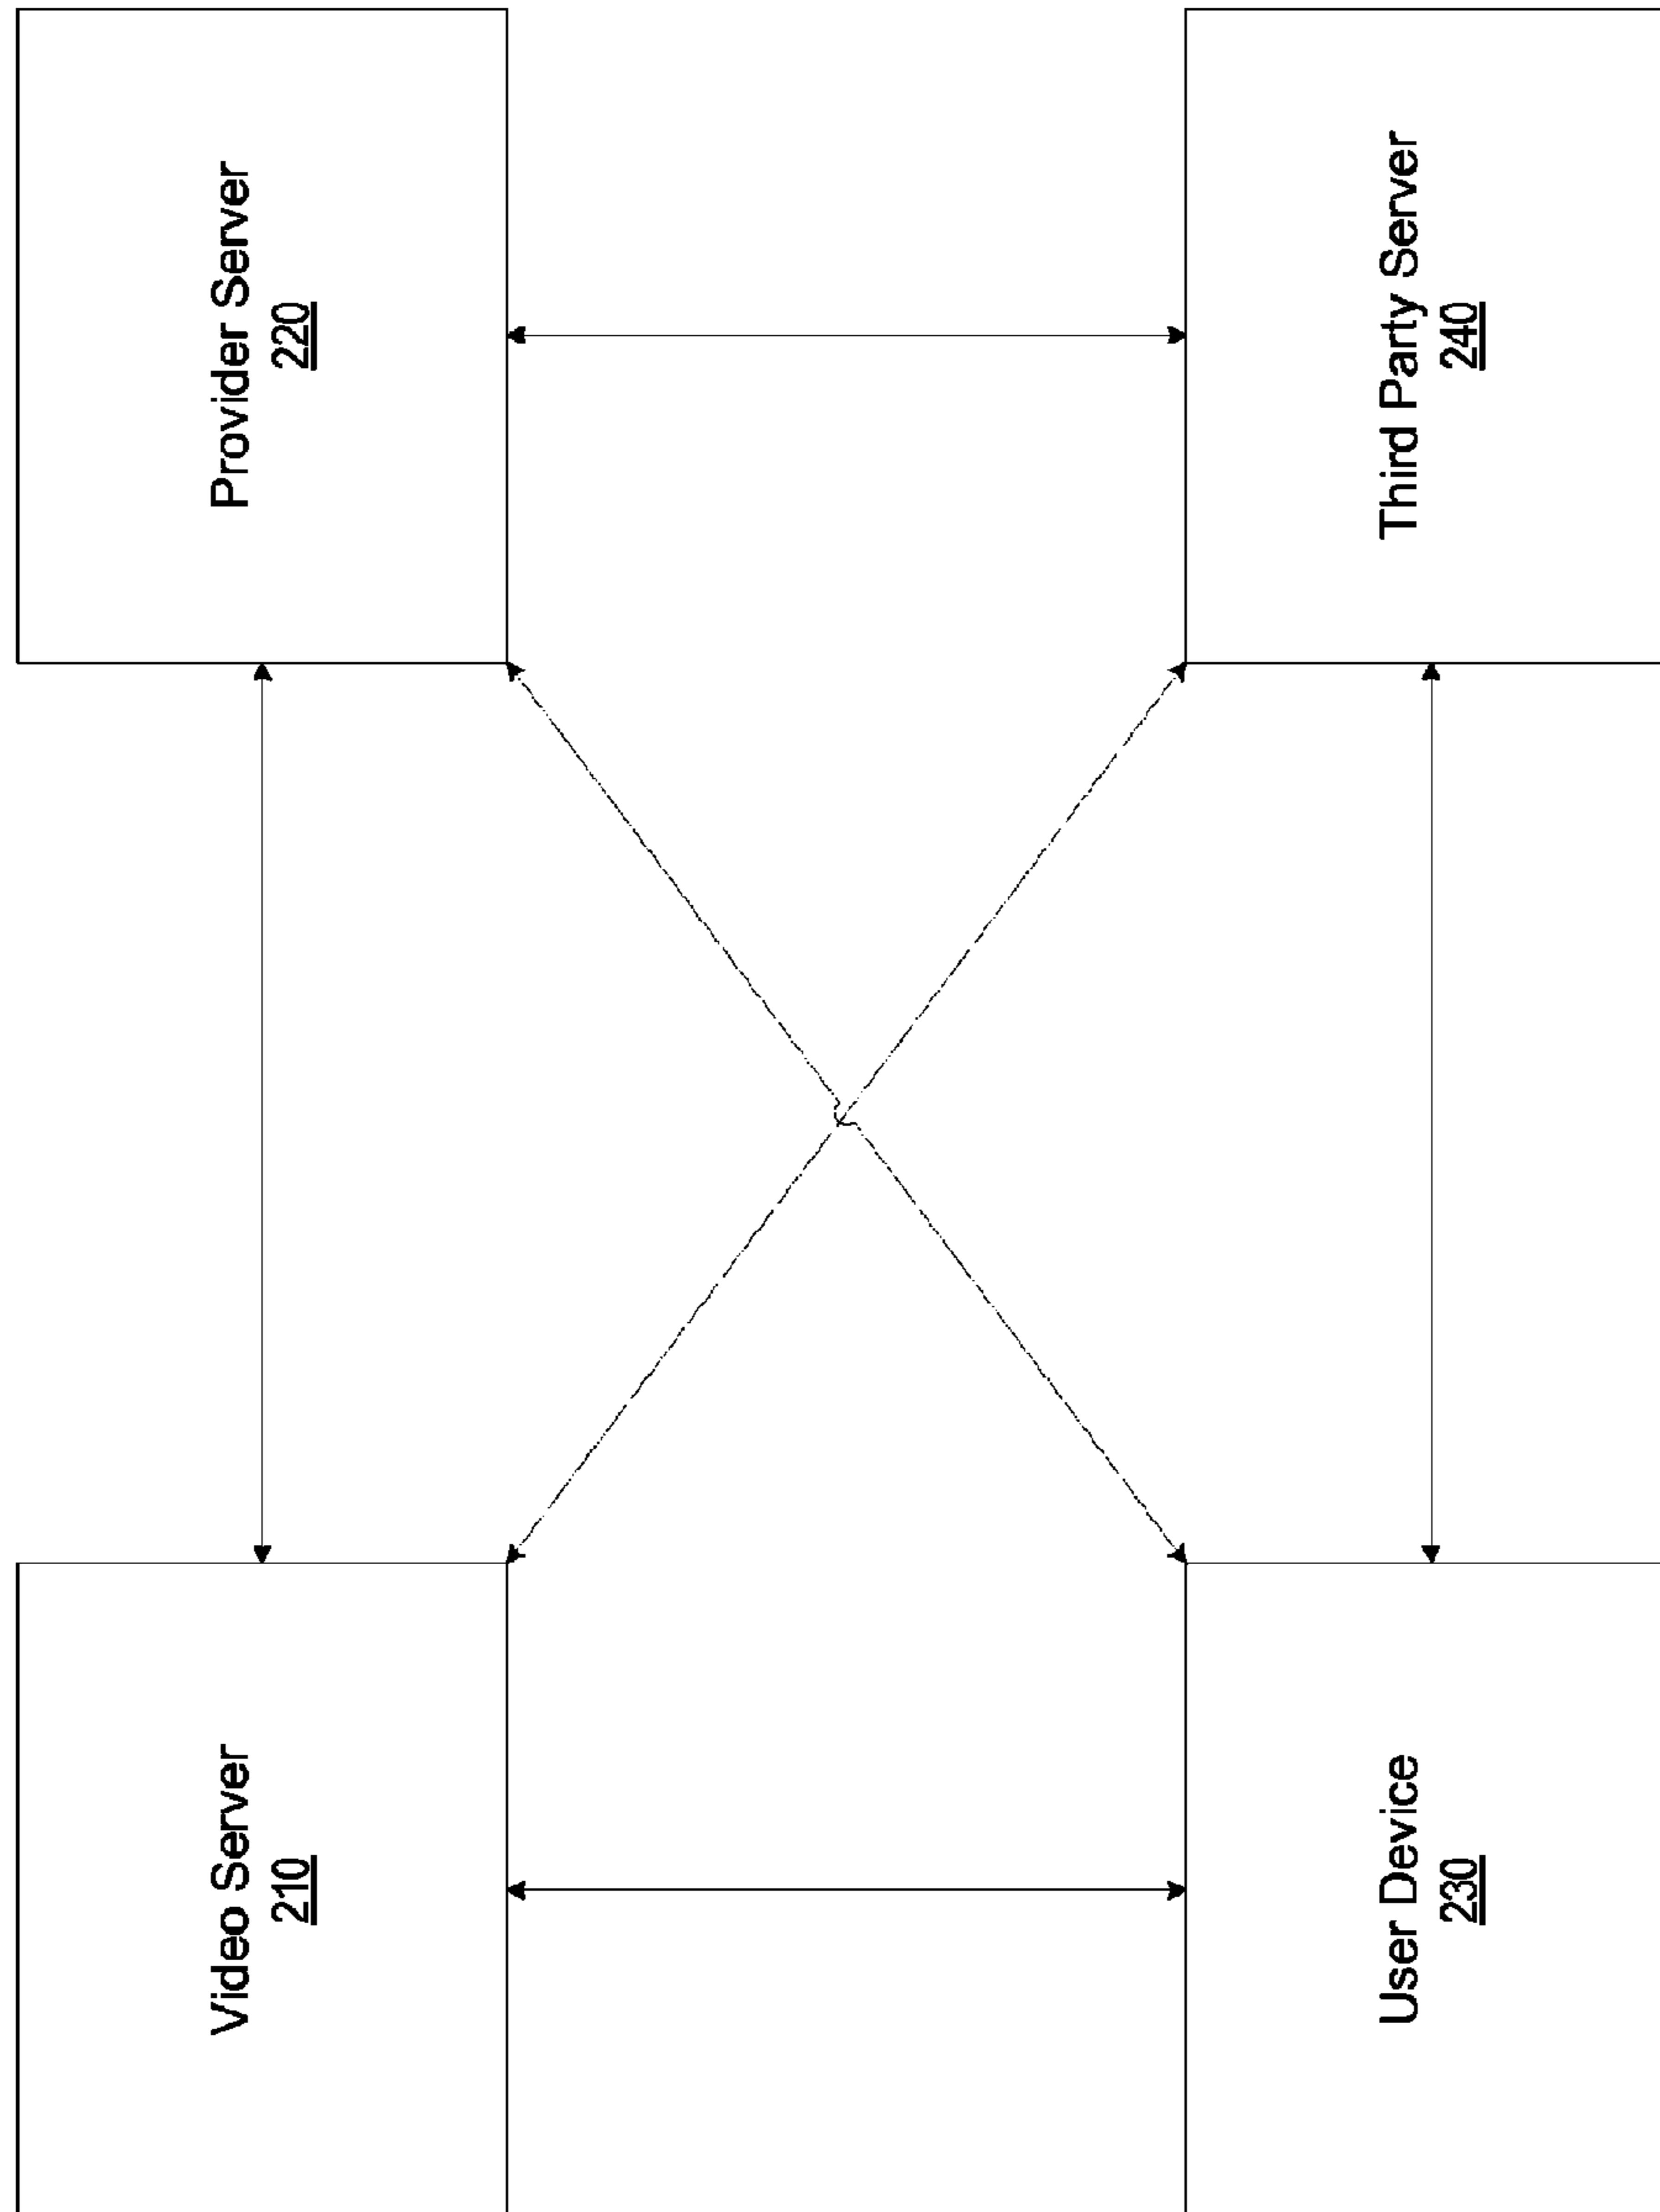 Video Server
210
Provider Server
220
User Device
230
Third Party Server
240